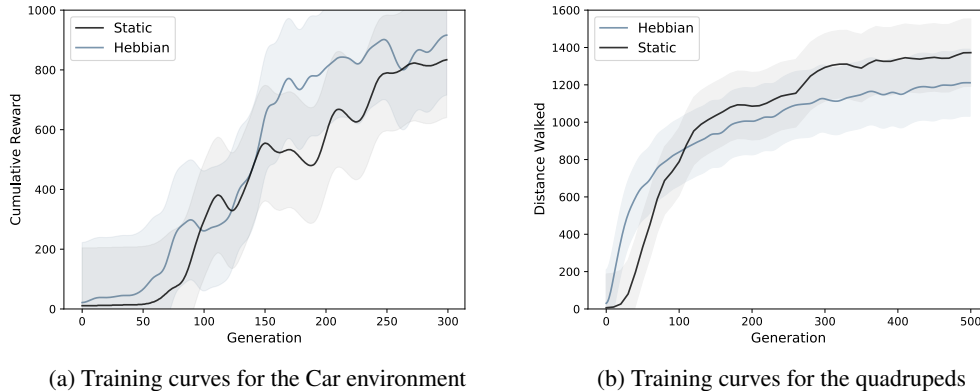 1000
800
600
400
200
0
Cumulative Reward
Static
Hebbian
0 50 100 150 200 250 300
Generation
(a) Training curves for the Car environment
1600
1400
1200
1000
800
600
400
200
0
Distance Walked
Hebbian
Static
0 100 200 300 400 500
Generation
(b) Training curves for the quadrupeds